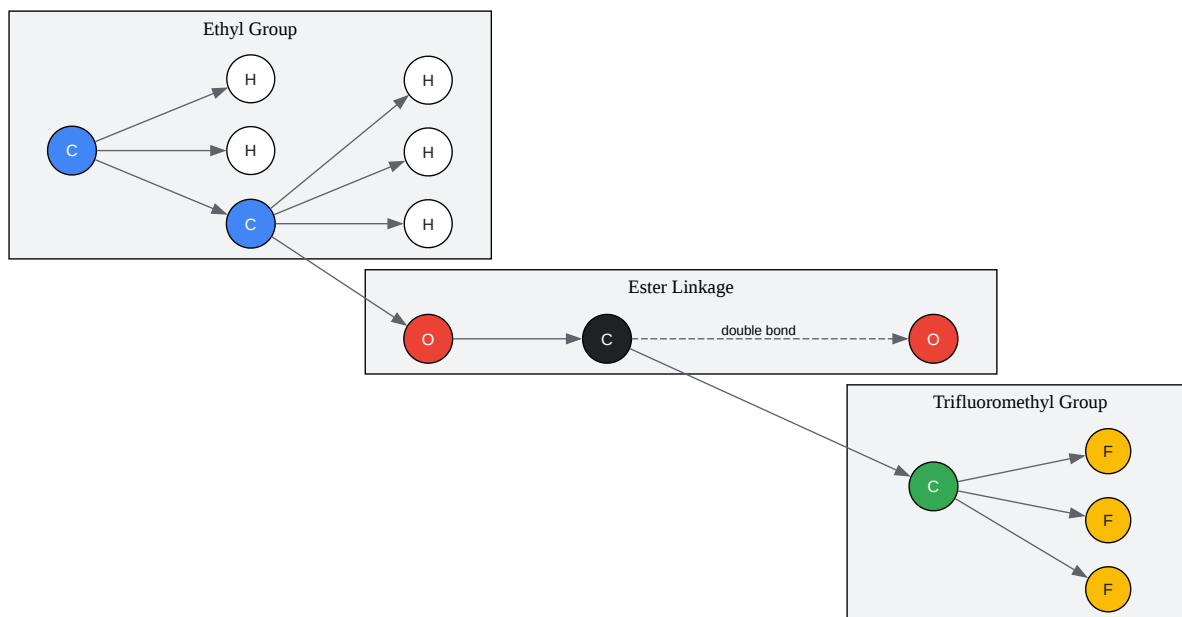 Ethyl Group
H
H
C
H
H
C
H
Ester Linkage
O
C
double bond
O
Trifluoromethyl Group
F
C
F
F